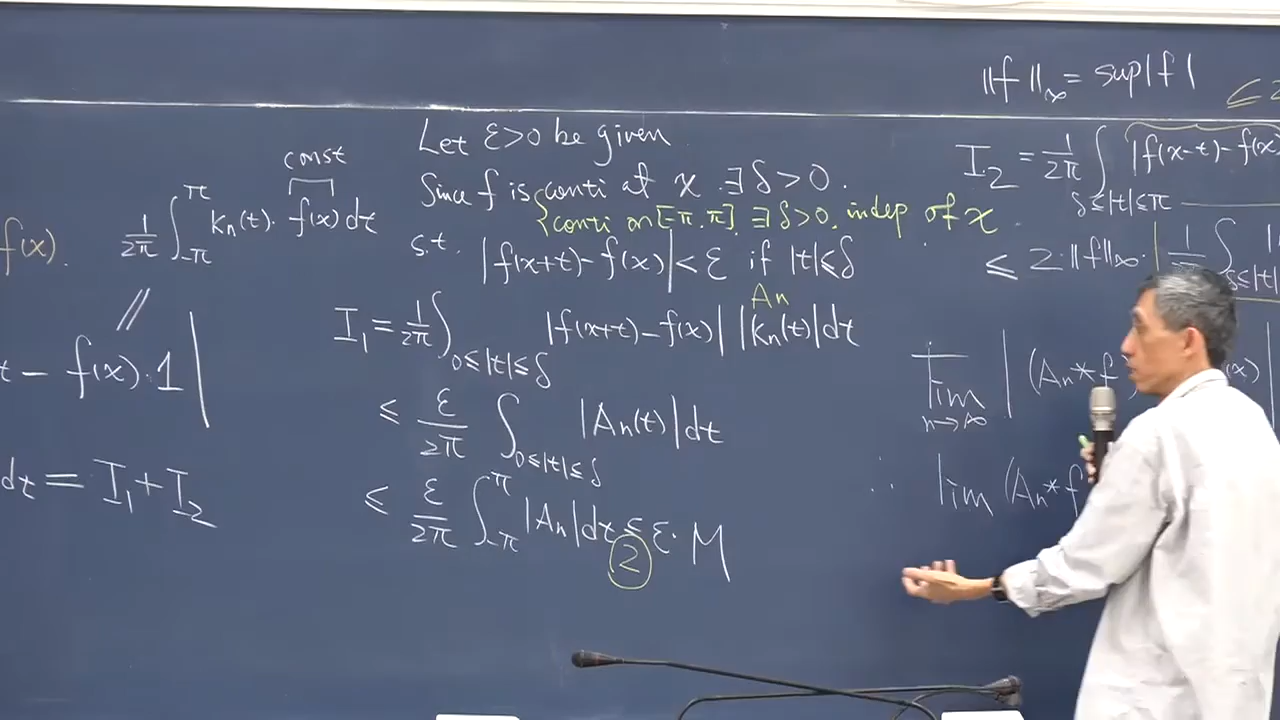 f(x).
const
1/2π ∫_{-π}^{π} Kn(t). f(x) dt
//
t - f(x).1|
dt = I₁ + I₂
Let ε>0 be given
Since f is conti at x . ∃ δ>0.
{conti on [-π.π] ∃ δ>0. indep of x
s.t. |f(x+t)-f(x)| < ε if |t|≤δ
An
I₁ = 1/2π ∫_{0≤|t|≤δ} |f(x+t)-f(x)| |Kn(t)|dt
≤ ε/2π ∫_{0≤|t|≤δ} |An(t)|dt
≤ ε/2π ∫_{-π}^{π} |An|dt ≤ ε. M
②
||f||_∞ = sup|f|
≤
I₂ = 1/2π ∫_{δ≤|t|≤π} |f(x-t)-f(x)
≤ 2.||f||_∞. | 1/2π ∫_{δ≤|t|
lim_{n→∞} |(An*f (x)|
∴ lim (An*f